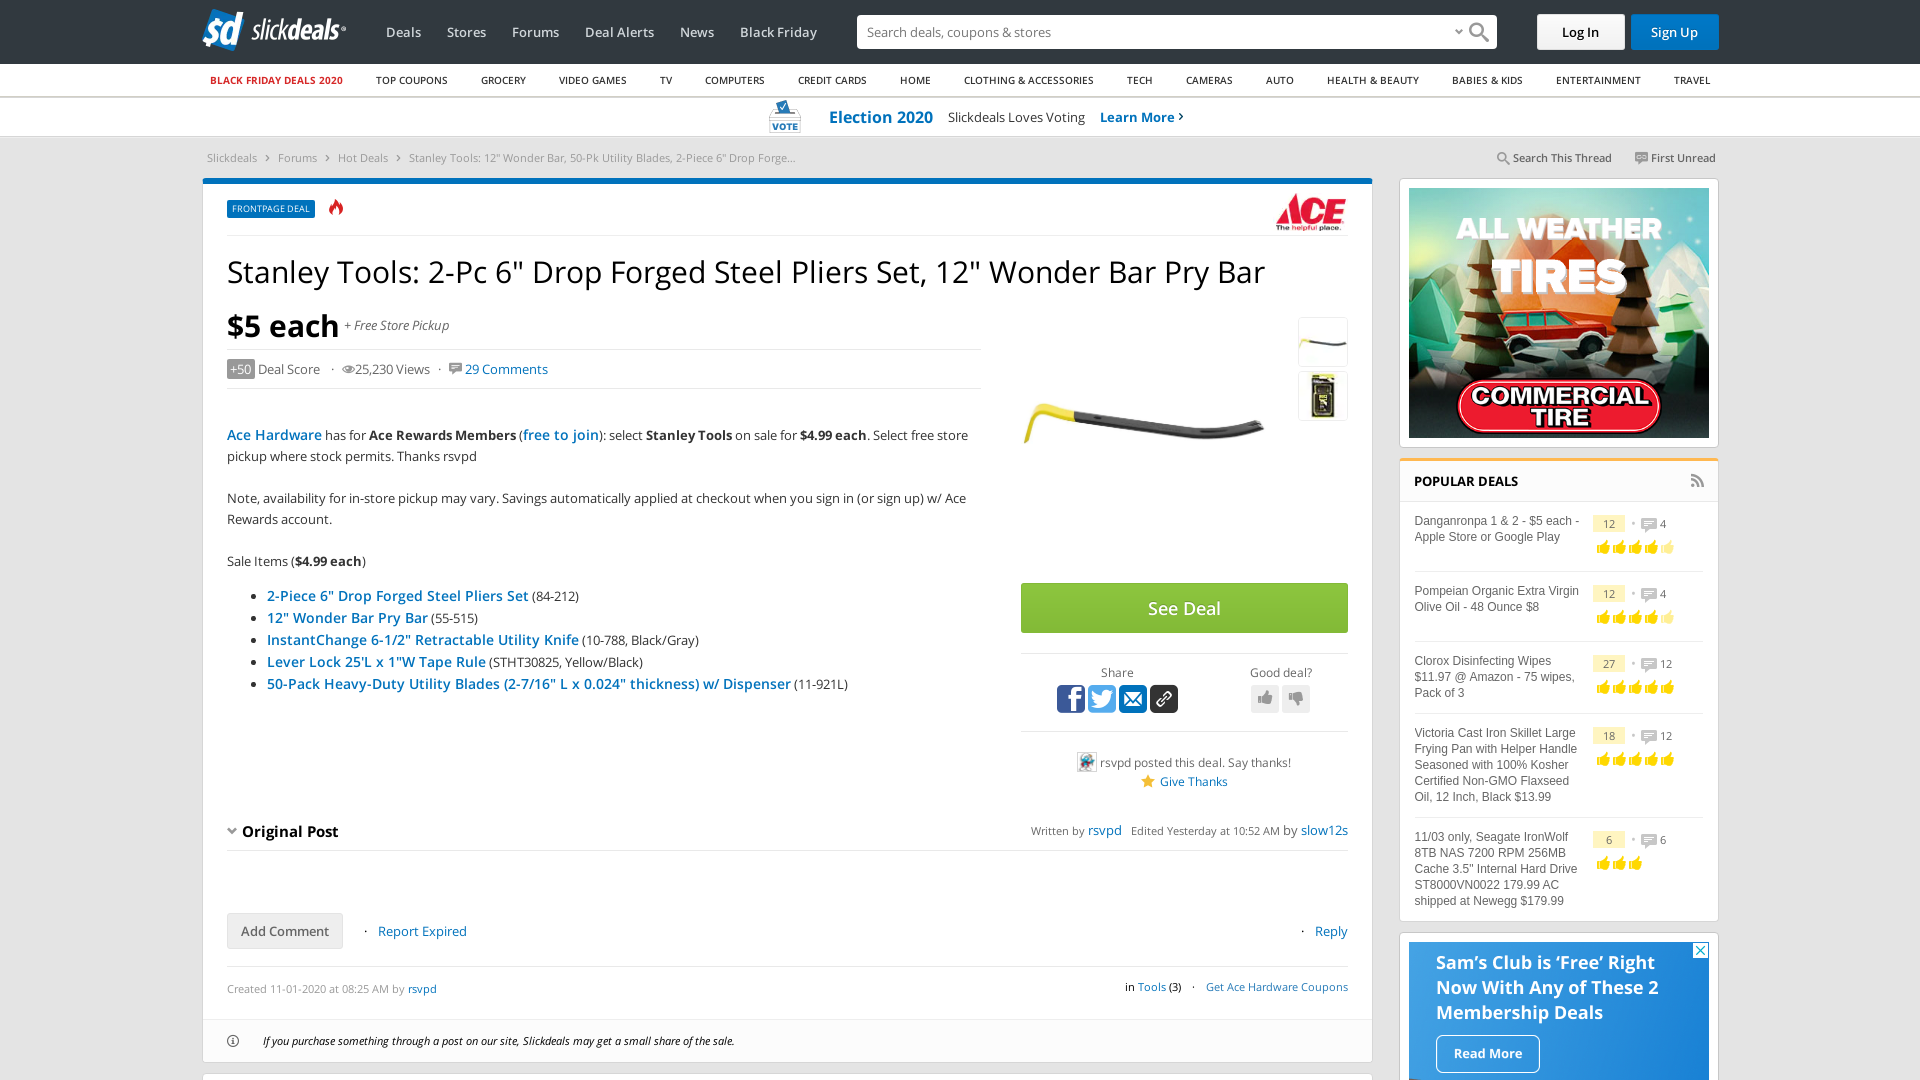 sd slickdeals
Deals Stores Forums Deal Alerts News Black Friday
Search deals, coupons & shopping
Log In
Sign Up
BLACK FRIDAY DEALS 2020 TOP COUPONS GROCERY VIDEO GAMES TV COMPUTERS CREDIT CARDS HOME CLOTHING & ACCESSORIES TECH CAMERAS AUTO HEALTH & BEAUTY BABIES & KIDS ENTERTAINMENT TRAVEL
VOTE Election 2020 Slickdeals Loves Voting Learn More
Slickdeals Forums Hot Deals Stanley Tools: 12" Wonder Bar, 50-Pk Utility Blades, 2-Piece 6" Drop Forge...
Search This Thread First Unread
FRONTPAGE DEAL
ACE
The helpful place.
Stanley Tools: 2-Pc 6" Drop Forged Steel Pliers Set, 12" Wonder Bar Pry Bar
$5 each + Free Store Pickup
+50 Deal Score · 25,230 Views · 29 Comments
Ace Hardware has for Ace Rewards Members (free to join): select Stanley Tools on sale for $4.99 each. Select free store
pickup where stock permits. Thanks rsvpd
Note, availability for in-store pickup may vary. Savings automatically applied at checkout when you sign in (or sign up) w/ Ace
Rewards account.
Sale Items ($4.99 each)
2-Piece 6" Drop Forged Steel Pliers Set (84-212)
12" Wonder Bar Pry Bar (55-515)
InstantChange 6-1/2" Retractable Utility Knife (10-788, Black/Gray)
Lever Lock 25'L x 1"W Tape Rule (STHT30825, Yellow/Black)
50-Pack Heavy-Duty Utility Blades (2-7/16" L x 0.024" thickness) w/ Dispenser (11-921L)
See Deal
Share
Good deal?
rsvpd posted this deal. Say thanks!
Give Thanks
Original Post
Written by rsvpd Edited Yesterday at 10:52 AM by slow12s
Add Comment · Report Expired
· Reply
Created 11-01-2020 at 08:25 AM by rsvpd
in Tools (3) · Get Ace Hardware Coupons
If you purchase something through a post on our site, Slickdeals may get a small share of the sale.
ALL WEATHER
TIRES
COMMERCIAL
TIRE
POPULAR DEALS
Danganronpa 1 & 2 - $5 each -
Apple Store or Google Play
12 · 4
Pompeian Organic Extra Virgin
Olive Oil - 48 Ounce $8
12 · 4
Clorox Disinfecting Wipes
$11.97 @ Amazon - 75 wipes,
Pack of 3
27 · 12
Victoria Cast Iron Skillet Large
Frying Pan with Helper Handle
Seasoned with 100% Kosher
Certified Non-GMO Flaxseed
Oil, 12 Inch, Black $13.99
18 · 12
11/03 only, Seagate IronWolf
8TB NAS 7200 RPM 256MB
Cache 3.5" Internal Hard Drive
ST8000VN0022 179.99 AC
shipped at Newegg $179.99
6 · 6
Sam's Club is 'Free' Right
Now With Any of These 2
Membership Deals
Read More